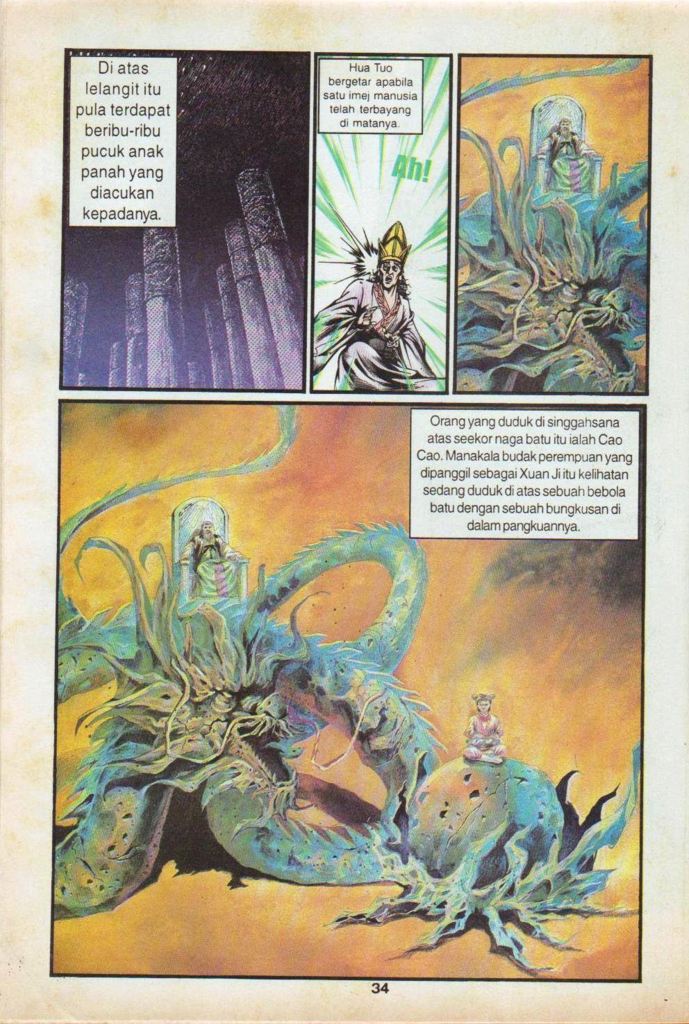 Di atas
lelangit itu
pula terdapat
beribu-ribu
pucuk anak
panah yang
diacukan
kepadanya.
Hua Tuo
bergetar apabila
satu imej manusia
telah terbayang
di matanya.
Ah!
Orang yang duduk di singgahsana
atas seekor naga batu itu ialah Cao
Cao. Manakala budak perempuan yang
dipanggil sebagai Xuan Ji itu kelihatan
sedang duduk di atas sebuah bebola
batu dengan sebuah bungkusan di
dalam pangkuannya.
34